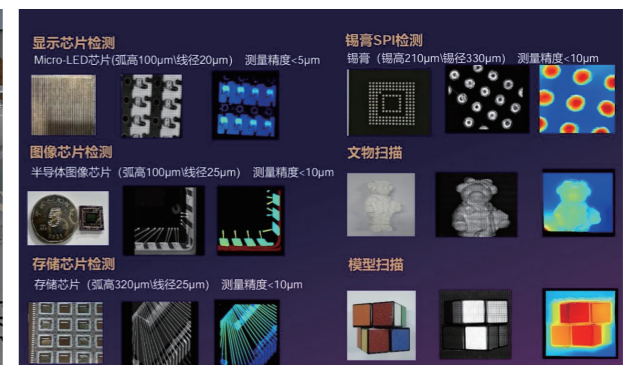 显示芯片检测
Micro-LED芯片(弧高100μm\线径20μm)　测量精度<5μm
图像芯片检测
半导体图像芯片（弧高100μm\线径25μm)　测量精度<10μm
存储芯片检测
存储芯片（弧高320μm\线径25μm）　测量精度<10μm
锡膏SPI检测
锡膏（锡高210μm\锡径330μm)　测量精度<10μm
文物扫描
模型扫描